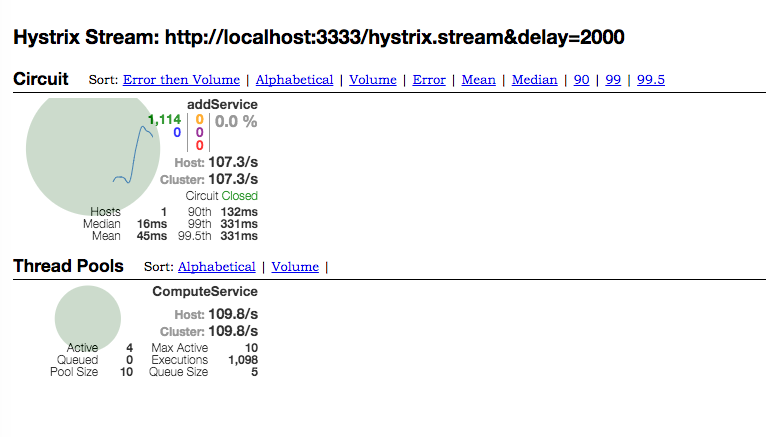 Hystrix Stream: http://localhost:3333/hystrix.stream&delay=2000
Circuit Sort: Error then Volume | Alphabetical | Volume | Error | Mean | Median | 90 | 99 | 99.5
addService
1,114 0 0.0 %
0 0
0
Host: 107.3/s
Cluster: 107.3/s
Circuit Closed
Hosts 1 90th 132ms
Median 16ms 99th 331ms
Mean 45ms 99.5th 331ms
Thread Pools Sort: Alphabetical | Volume |
ComputeService
Host: 109.8/s
Cluster: 109.8/s
Active 4 Max Active 10
Queued 0 Executions 1,098
Pool Size 10 Queue Size 5